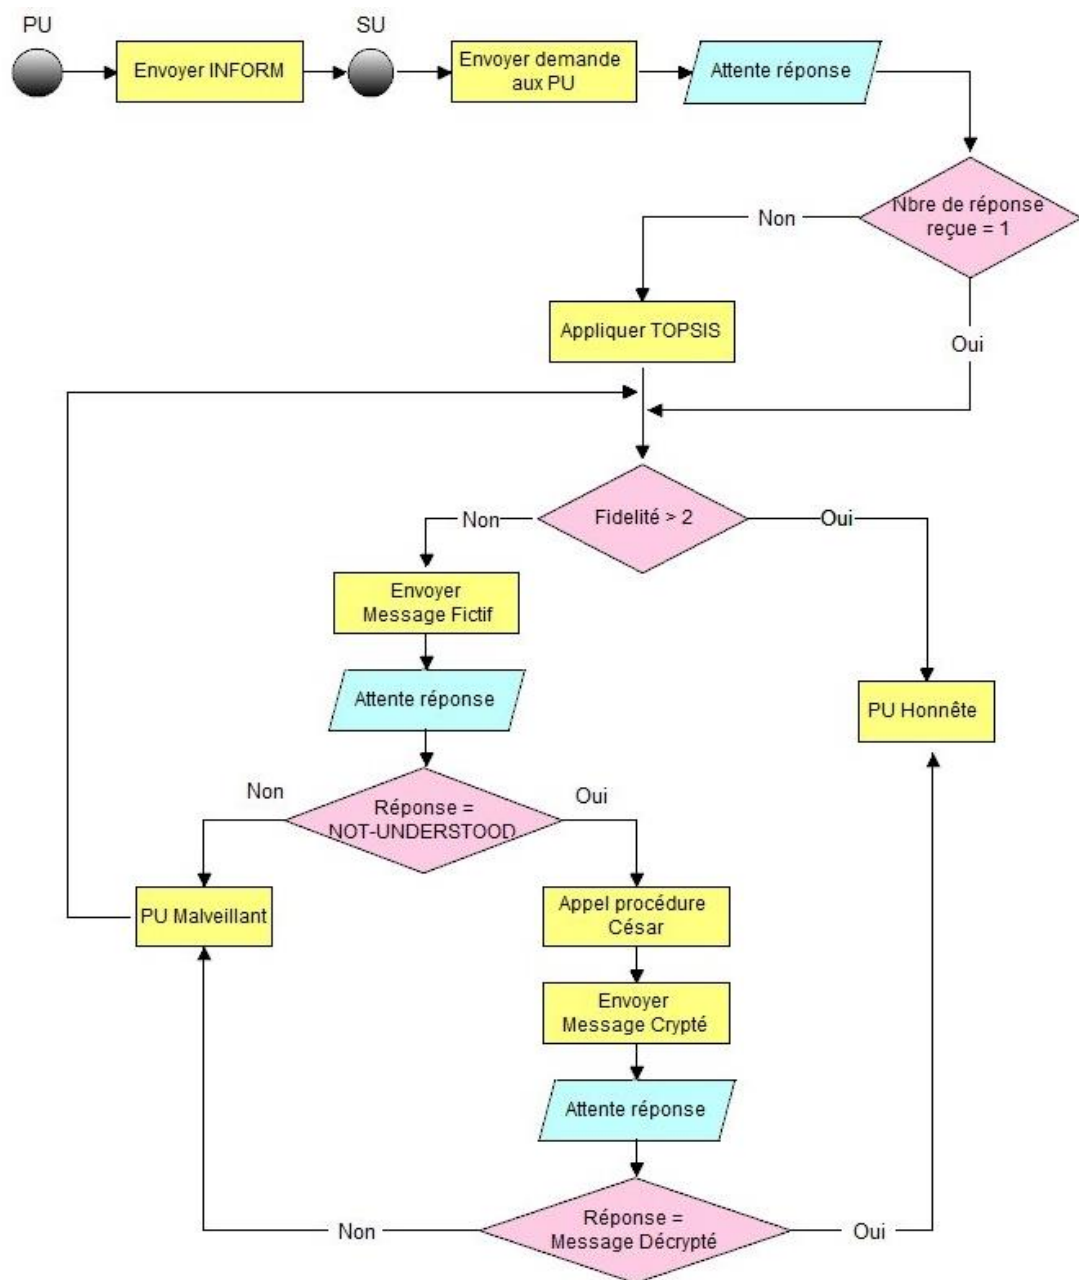 PU
SU
Envoyer INFORM
Envoyer demande
aux PU
Attente réponse
Nbre de réponse
reçue = 1
Non
Appliquer TOPSIS
Oui
Fidelité > 2
Non
Oui
Envoyer
Message Fictif
Attente réponse
PU Honnête
Non
Réponse =
NOT-UNDERSTOOD
Oui
PU Malveillant
Appel procédure
César
Envoyer
Message Crypté
Attente réponse
Non
Réponse =
Message Décrypté
Oui